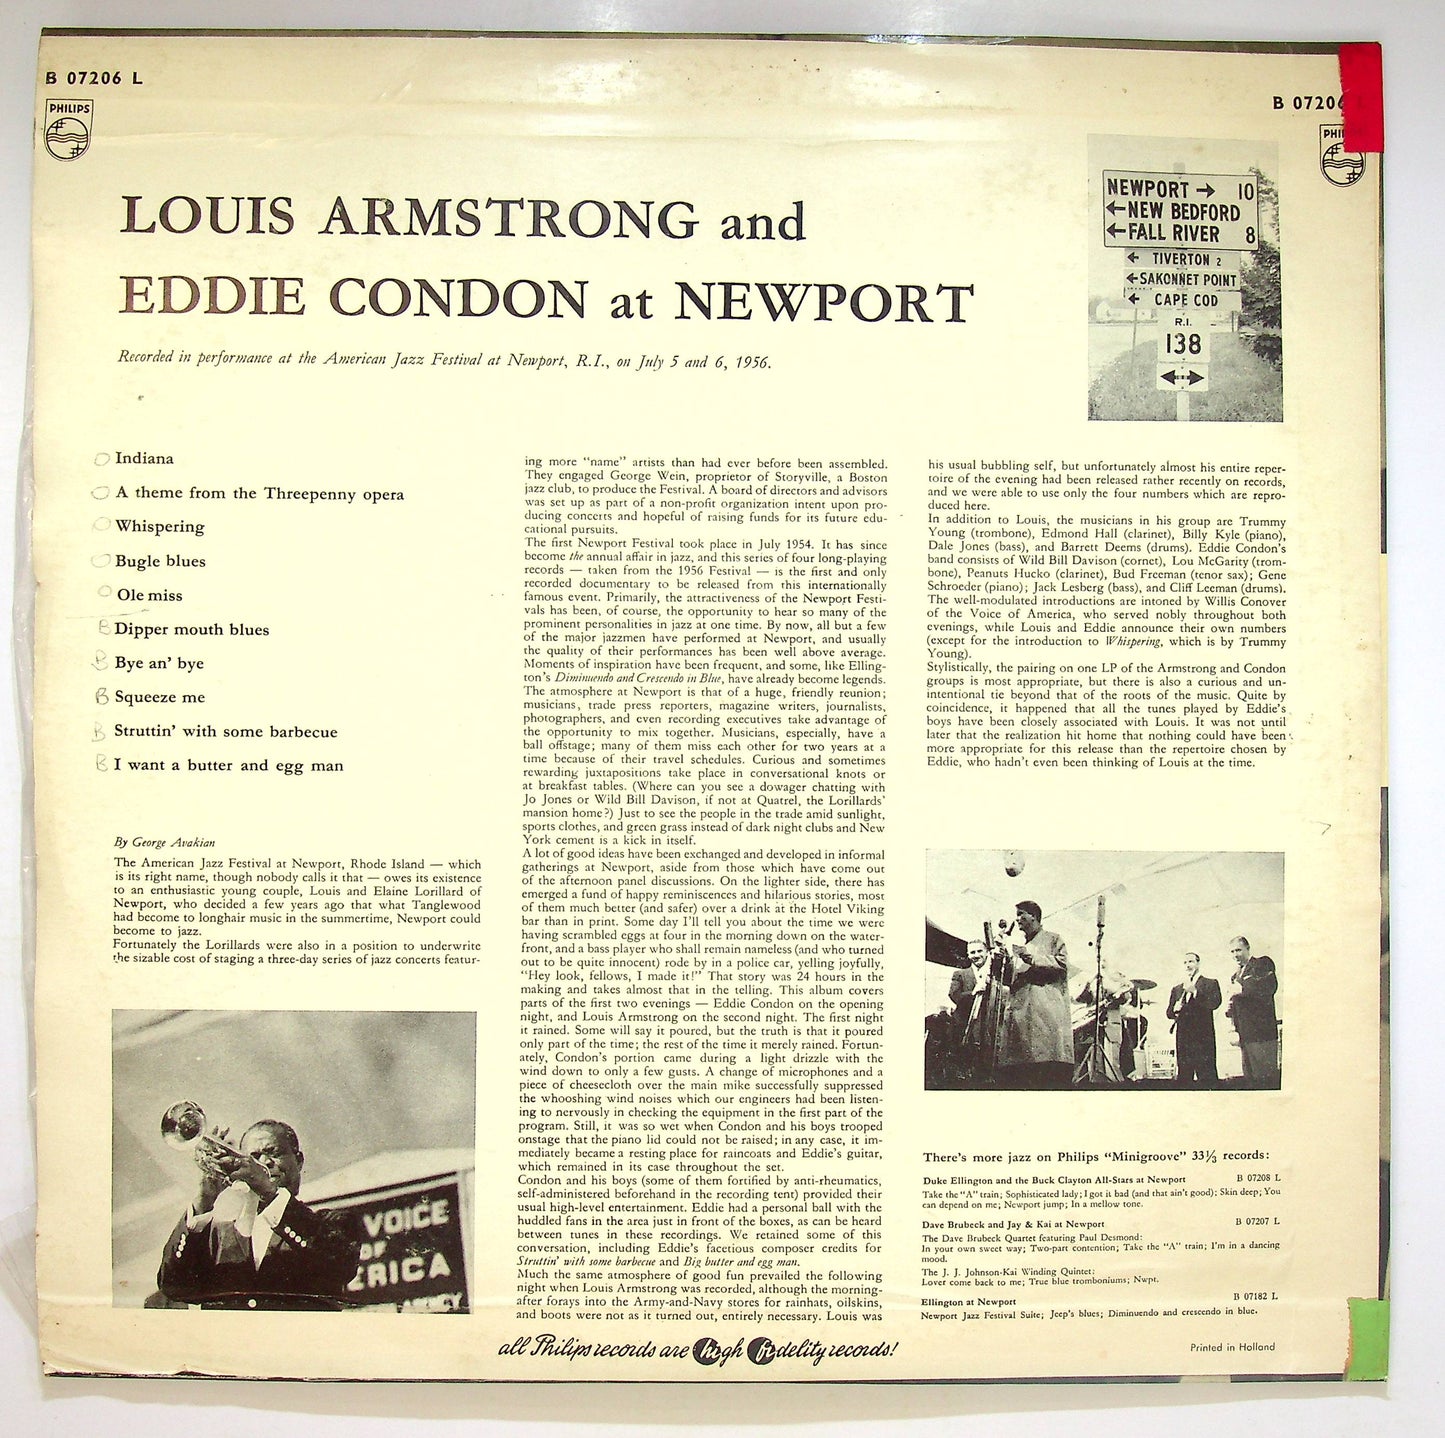 B 07206 L
PHILIPS
B 07206
PHI
NEWPORT → 10
←NEW BEDFORD
←FALL RIVER 8
← TIVERTON 2
←SAKONNET POINT
← CAPE COD
R.I.
138
LOUIS ARMSTRONG and
EDDIE CONDON at NEWPORT
Recorded in performance at the American Jazz Festival at Newport, R.I., on July 5 and 6, 1956.
Indiana
A theme from the Threepenny opera
Whispering
Bugle blues
Ole miss
B Dipper mouth blues
B Bye an' bye
B Squeeze me
B Struttin' with some barbecue
B I want a butter and egg man
By George Avakian
The American Jazz Festival at Newport, Rhode Island — which
is its right name, though nobody calls it that — owes its existence
to an enthusiastic young couple, Louis and Elaine Lorillard of
Newport, who decided a few years ago that what Tanglewood
had become to longhair music in the summertime, Newport could
become to jazz.
Fortunately the Lorillards were also in a position to underwrite
the sizable cost of staging a three-day series of jazz concerts featur-
VOICE
OF
ERICA
ing more "name" artists than had ever before been assembled.
They engaged George Wein, proprietor of Storyville, a Boston
jazz club, to produce the Festival. A board of directors and advisors
was set up as part of a non-profit organization intent upon pro-
ducing concerts and hopeful of raising funds for its future edu-
cational pursuits.
The first Newport Festival took place in July 1954. It has since
become the annual affair in jazz, and this series of four long-playing
records — taken from the 1956 Festival — is the first and only
recorded documentary to be released from this internationally
famous event. Primarily, the attractiveness of the Newport Festi-
vals has been, of course, the opportunity to hear so many of the
prominent personalities in jazz at one time. By now, all but a few
of the major jazzmen have performed at Newport, and usually
the quality of their performances has been well above average.
Moments of inspiration have been frequent, and some, like Elling-
ton's Diminuendo and Crescendo in Blue, have already become legends.
The atmosphere at Newport is that of a huge, friendly reunion;
musicians, trade press reporters, magazine writers, journalists,
photographers, and even recording executives take advantage of
the opportunity to mix together. Musicians, especially, have a
ball offstage; many of them miss each other for two years at a
time because of their travel schedules. Curious and sometimes
rewarding juxtapositions take place in conversational knots or
at breakfast tables. (Where can you see a dowager chatting with
Jo Jones or Wild Bill Davison, if not at Quatrel, the Lorillards'
mansion home?) Just to see the people in the trade amid sunlight,
sports clothes, and green grass instead of dark night clubs and New
York cement is a kick in itself.
A lot of good ideas have been exchanged and developed in informal
gatherings at Newport, aside from those which have come out
of the afternoon panel discussions. On the lighter side, there has
emerged a fund of happy reminiscences and hilarious stories, most
of them much better (and safer) over a drink at the Hotel Viking
bar than in print. Some day I'll tell you about the time we were
having scrambled eggs at four in the morning down on the water-
front, and a bass player who shall remain nameless (and who turned
out to be quite innocent) rode by in a police car, yelling joyfully,
"Hey look, fellows, I made it!" That story was 24 hours in the
making and takes almost that in the telling. This album covers
parts of the first two evenings — Eddie Condon on the opening
night, and Louis Armstrong on the second night. The first night
it rained. Some will say it poured, but the truth is that it poured
only part of the time; the rest of the time it merely rained. Fortun-
ately, Condon's portion came during a light drizzle with the
wind down to only a few gusts. A change of microphones and a
piece of cheesecloth over the main mike successfully suppressed
the whooshing wind noises which our engineers had been listen-
ing to nervously in checking the equipment in the first part of the
program. Still, it was so wet when Condon and his boys trooped
onstage that the piano lid could not be raised; in any case, it im-
mediately became a resting place for raincoats and Eddie's guitar,
which remained in its case throughout the set.
Condon and his boys (some of them fortified by anti-rheumatics,
self-administered beforehand in the recording tent) provided their
usual high-level entertainment. Eddie had a personal ball with the
huddled fans in the area just in front of the boxes, as can be heard
between tunes in these recordings. We retained some of this
conversation, including Eddie's facetious composer credits for
Struttin' with some barbecue and Big butter and egg man.
Much the same atmosphere of good fun prevailed the following
night when Louis Armstrong was recorded, although the morning-
after forays into the Army-and-Navy stores for rainhats, oilskins,
and boots were not as it turned out, entirely necessary. Louis was
his usual bubbling self, but unfortunately almost his entire reper-
toire of the evening had been released rather recently on records,
and we were able to use only the four numbers which are repro-
duced here.
In addition to Louis, the musicians in his group are Trummy
Young (trombone), Edmond Hall (clarinet), Billy Kyle (piano),
Dale Jones (bass), and Barrett Deems (drums). Eddie Condon's
band consists of Wild Bill Davison (cornet), Lou McGarity (trom-
bone), Peanuts Hucko (clarinet), Bud Freeman (tenor sax); Gene
Schroeder (piano); Jack Lesberg (bass), and Cliff Leeman (drums).
The well-modulated introductions are intoned by Willis Conover
of the Voice of America, who served nobly throughout both
evenings, while Louis and Eddie announce their own numbers
(except for the introduction to Whispering, which is by Trummy
Young).
Stylistically, the pairing on one LP of the Armstrong and Condon
groups is most appropriate, but there is also a curious and un-
intentional tie beyond that of the roots of the music. Quite by
coincidence, it happened that all the tunes played by Eddie's
boys have been closely associated with Louis. It was not until
later that the realization hit home that nothing could have been
more appropriate for this release than the repertoire chosen by
Eddie, who hadn't even been thinking of Louis at the time.
There's more jazz on Philips "Minigroove" 33⅓ records:
Duke Ellington and the Buck Clayton All-Stars at Newport B 07208 L
Take the "A" train; Sophisticated lady; I got it bad (and that ain't good); Skin deep; You
can depend on me; Newport jump; In a mellow tone.
Dave Brubeck and Jay & Kai at Newport B 07207 L
The Dave Brubeck Quartet featuring Paul Desmond:
In your own sweet way; Two-part contention; Take the "A" train; I'm in a dancing
mood.
The J. J. Johnson-Kai Winding Quintet:
Lover come back to me; True blue tromboniums; Nwpt.
Ellington at Newport B 07182 L
Newport Jazz Festival Suite; Jeep's blues; Diminuendo and crescendo in blue.
all Philips records are high fidelity records!
Printed in Holland